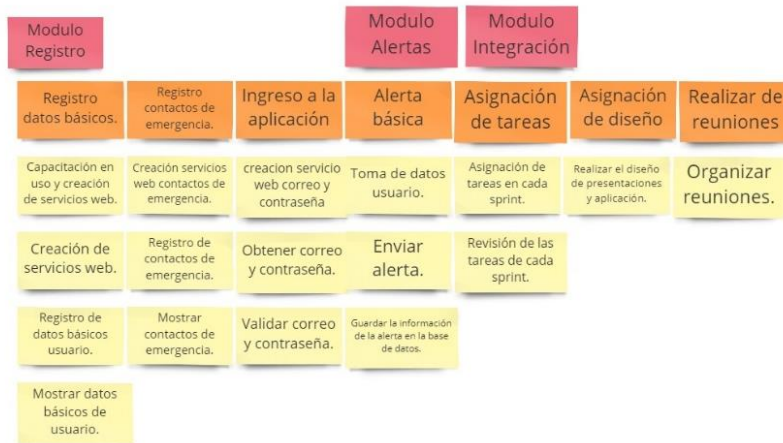 Modulo
Registro
Modulo
Alertas
Modulo
Integración
Registro
datos básicos.
Registro
contactos de
emergencia.
Ingreso a la
aplicación
Alerta
básica
Asignación
de tareas
Asignación
de diseño
Realizar de
reuniones
Capacitación en
uso y creación
de servicios web.
Creación servicios
web contactos de
emergencia.
creacion servicio
web correo y
contraseña
Toma de datos
usuario.
Asignación de
tareas en cada
sprint.
Realizar el diseño
de presentaciones
y aplicación.
Organizar
reuniones.
Creación de
servicios web.
Registro de
contactos de
emergencia.
Obtener correo
y contraseña.
Enviar
alerta.
Revisión de las
tareas de cada
sprint.
Registro de
datos básicos
usuario.
Mostrar
contactos de
emergencia.
Validar correo
y contraseña.
Guardar la información
de la alerta en la base
de datos.
Mostrar datos
básicos de
usuario.